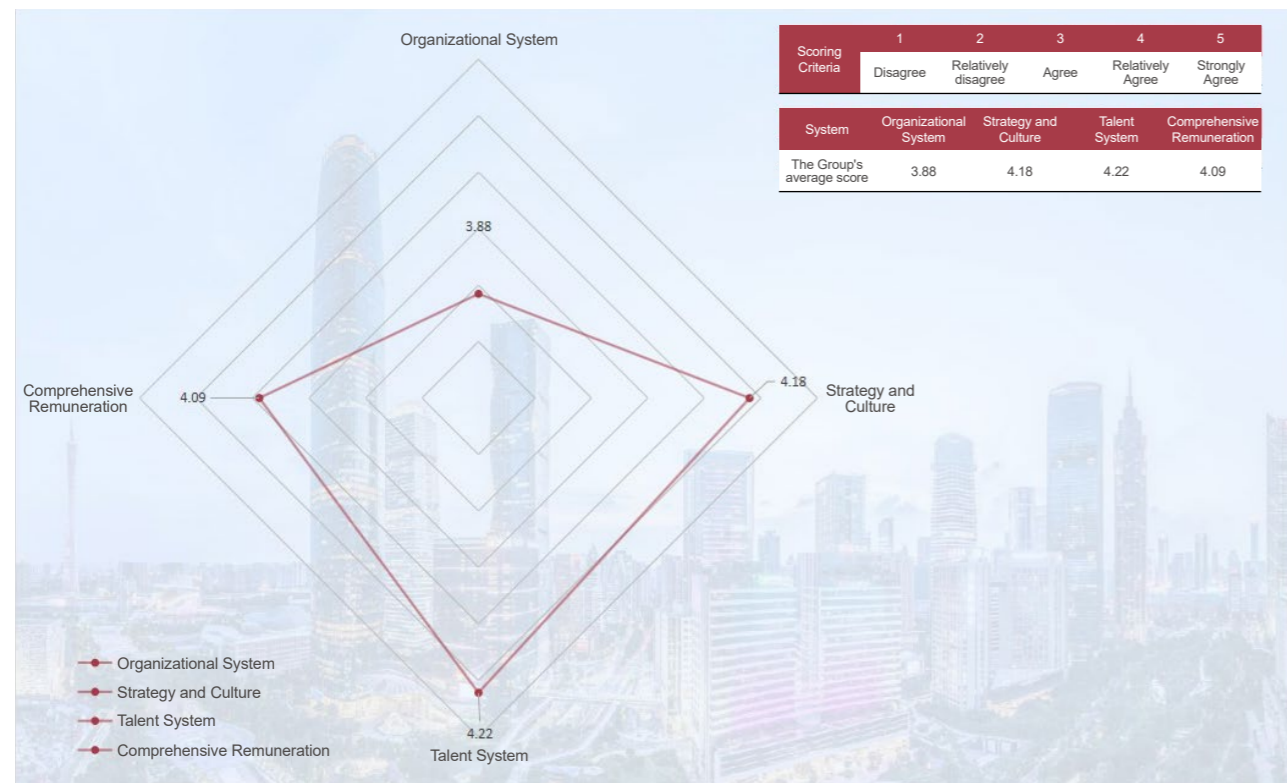 Organizational System
Scoring
Criteria
1 2 3 4 5
Disagree Relatively
disagree Agree Relatively
Agree Strongly
Agree
System Organizational
System Strategy and
Culture Talent
System Comprehensive
Remuneration
The Group's
average score 3.88 4.18 4.22 4.09
3.88
4.18
Strategy and
Culture
Comprehensive
Remuneration
4.09
4.22
Talent System
Organizational System
Strategy and Culture
Talent System
Comprehensive Remuneration